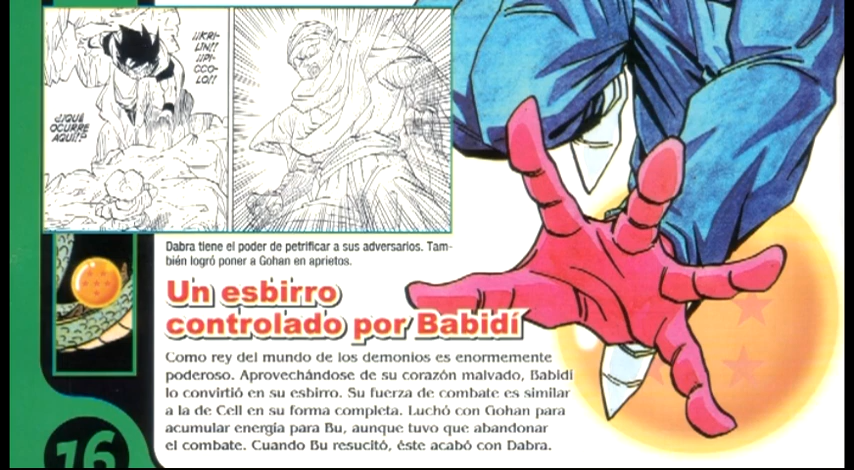 ¡¡KRI-
LÍN!!
¡¡PI-
CCO-
LO!!
¿¡QUÉ
OCURRE
AQUÍ!?
Dabra tiene el poder de petrificar a sus adversarios. Tam-
bién logró poner a Gohan en aprietos.
Un esbirro
controlado por Babidí
Como rey del mundo de los demonios es enormemente
poderoso. Aprovechándose de su corazón malvado, Babidí
lo convirtió en su esbirro. Su fuerza de combate es similar
a la de Cell en su forma completa. Luchó con Gohan para
acumular energía para Bu, aunque tuvo que abandonar
el combate. Cuando Bu resucitó, éste acabó con Dabra.
16